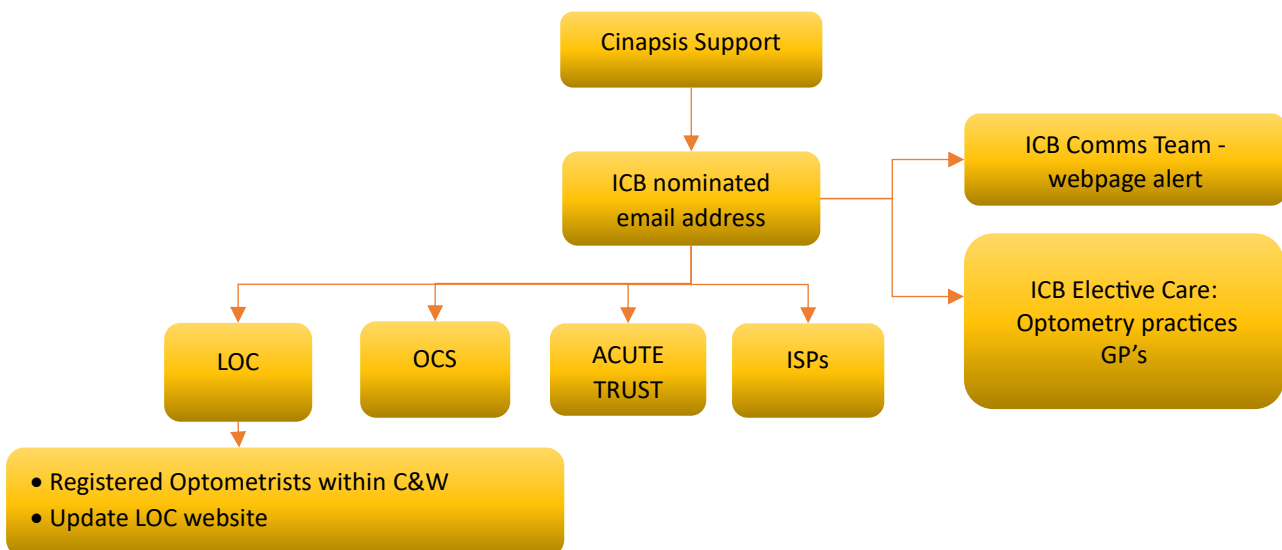 Cinapsis Support
ICB nominated
email address
ICB Comms Team -
webpage alert
ICB Elective Care:
Optometry practices
GP’s
LOC
OCS
ACUTE
TRUST
ISPs
• Registered Optometrists within C&W
• Update LOC website